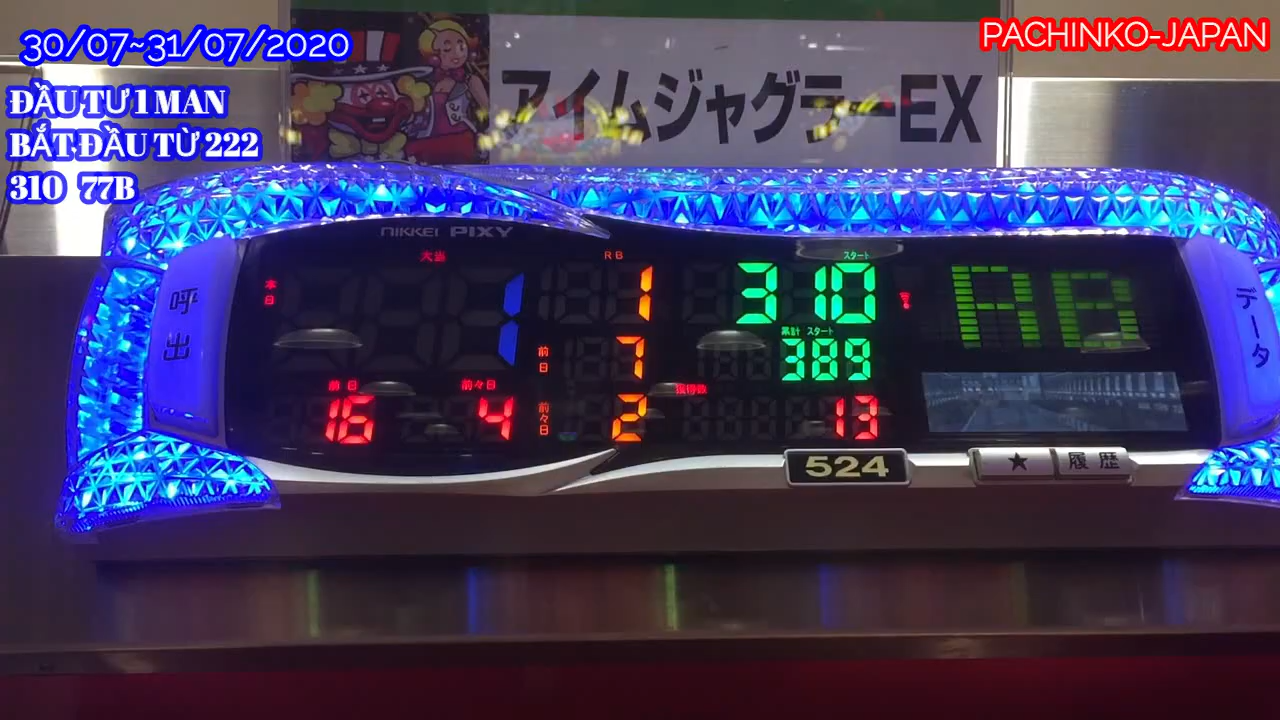 30/07~31/07/2020
PACHINKO-JAPAN
ĐẦU TƯ 1 MAN
BẮT ĐẦU TỪ 222
310 77B
アイムジャグラーEX
NIKKEI PIXY
大当 RB スタート
本日 1 1 310 RB
呼出
データ
累計 スタート
前日 7 389
前日 前々日 獲得数
16 4 前々日 2 13
524 ★ 履歴